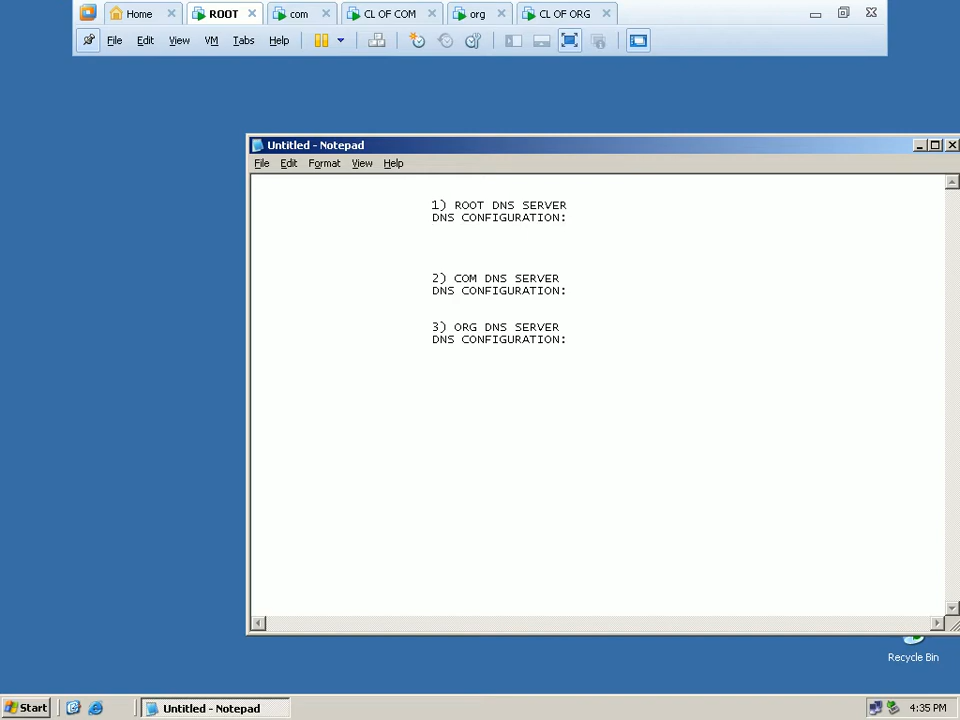 Home
ROOT
com
CL OF COM
org
CL OF ORG
File Edit View VM Tabs Help
Untitled - Notepad
File Edit Format View Help
1) ROOT DNS SERVER
DNS CONFIGURATION:
2) COM DNS SERVER
DNS CONFIGURATION:
3) ORG DNS SERVER
DNS CONFIGURATION:
Recycle Bin
Start
Untitled - Notepad
4:35 PM